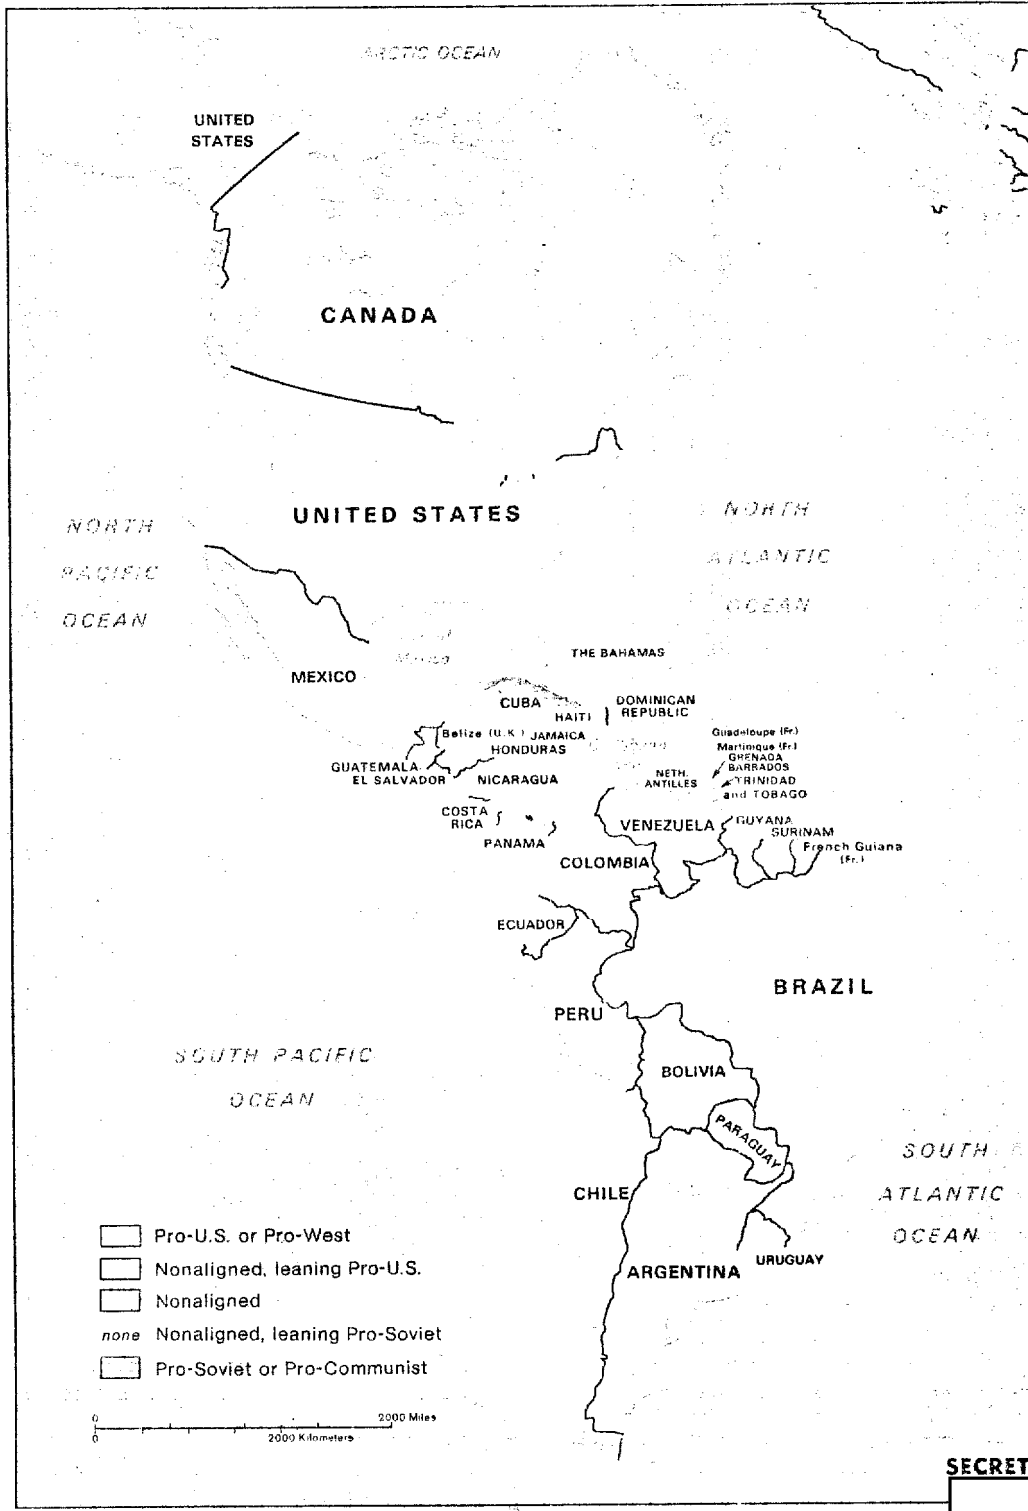 ARCTIC OCEAN
UNITED
STATES
CANADA
UNITED STATES
NORTH
PACIFIC
OCEAN
NORTH
ATLANTIC
OCEAN
THE BAHAMAS
MEXICO
CUBA
HAITI
DOMINICAN
REPUBLIC
Belize (U.K.)
JAMAICA
HONDURAS
GUATEMALA
EL SALVADOR
NICARAGUA
Guadeloupe (Fr.)
Martinique (Fr.)
GRENADA
BARBADOS
NETH.
ANTILLES
TRINIDAD
and TOBAGO
COSTA
RICA
PANAMA
VENEZUELA
GUYANA
SURINAM
French Guiana
(Fr.)
COLOMBIA
ECUADOR
BRAZIL
PERU
SOUTH PACIFIC
OCEAN
BOLIVIA
PARAGUAY
SOUTH
ATLANTIC
OCEAN
CHILE
ARGENTINA
URUGUAY
Pro-U.S. or Pro-West
Nonaligned, leaning Pro-U.S.
Nonaligned
none Nonaligned, leaning Pro-Soviet
Pro-Soviet or Pro-Communist
0 2000 Miles
0 2000 Kilometers
SECRET